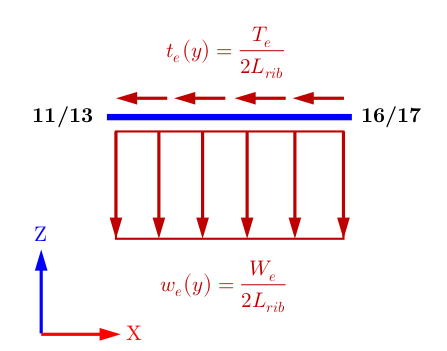 t_e(y) = T_e / 2L_rib
11/13 16/17
Z
w_e(y) = W_e / 2L_rib
X